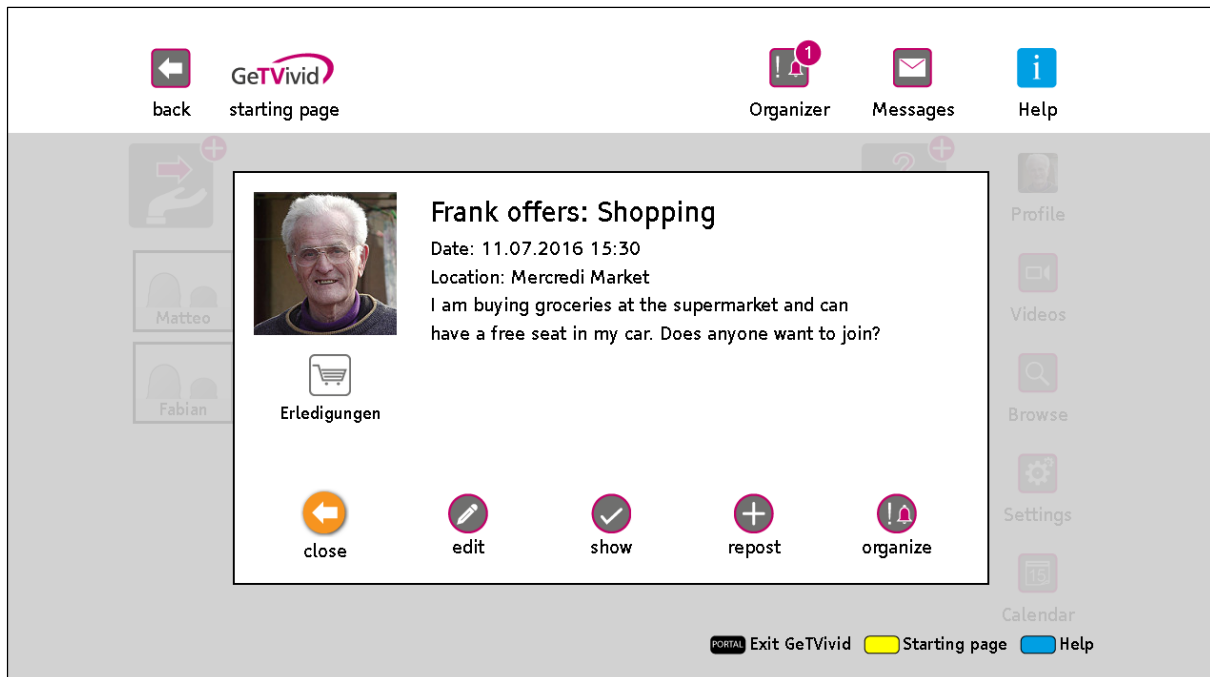 GeTVivid
1
i
back
starting page
Organizer
Messages
Help
Frank offers: Shopping
Date: 11.07.2016 15:30
Location: Mercredi Market
I am buying groceries at the supermarket and can
have a free seat in my car. Does anyone want to join?
Erledigungen
close
edit
show
repost
organize
Matteo
Fabian
Profile
Videos
Browse
Settings
15
Calendar
PORTAL Exit GeTVivid
Starting page
Help